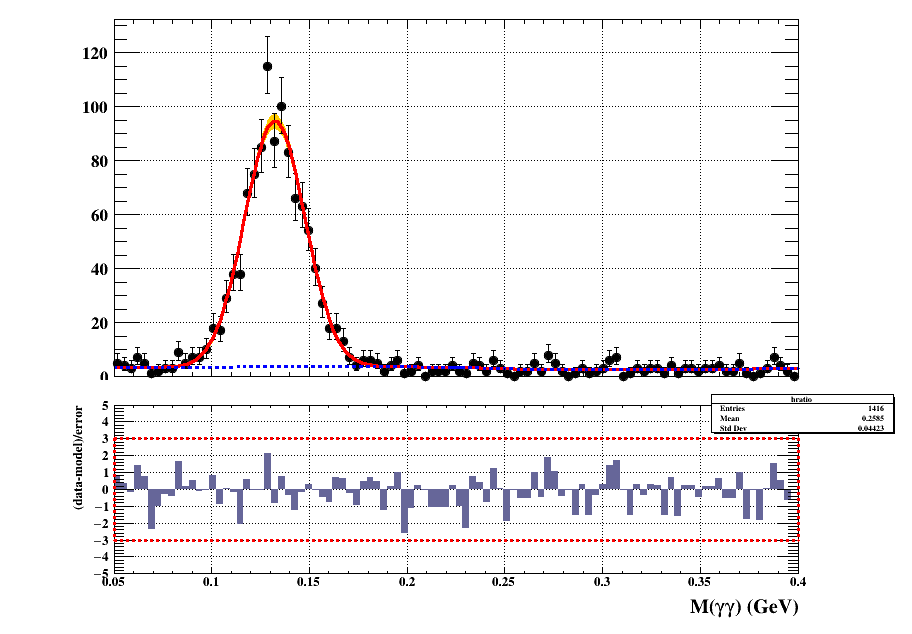 120
100
80
60
40
20
0
hratio
Entries 1416
Mean 0.2585
Std Dev 0.04423
(data-model)/error
5
4
3
2
1
0
−1
−2
−3
−4
−5
0.05 0.1 0.15 0.2 0.25 0.3 0.35 0.4
M(γγ) (GeV)